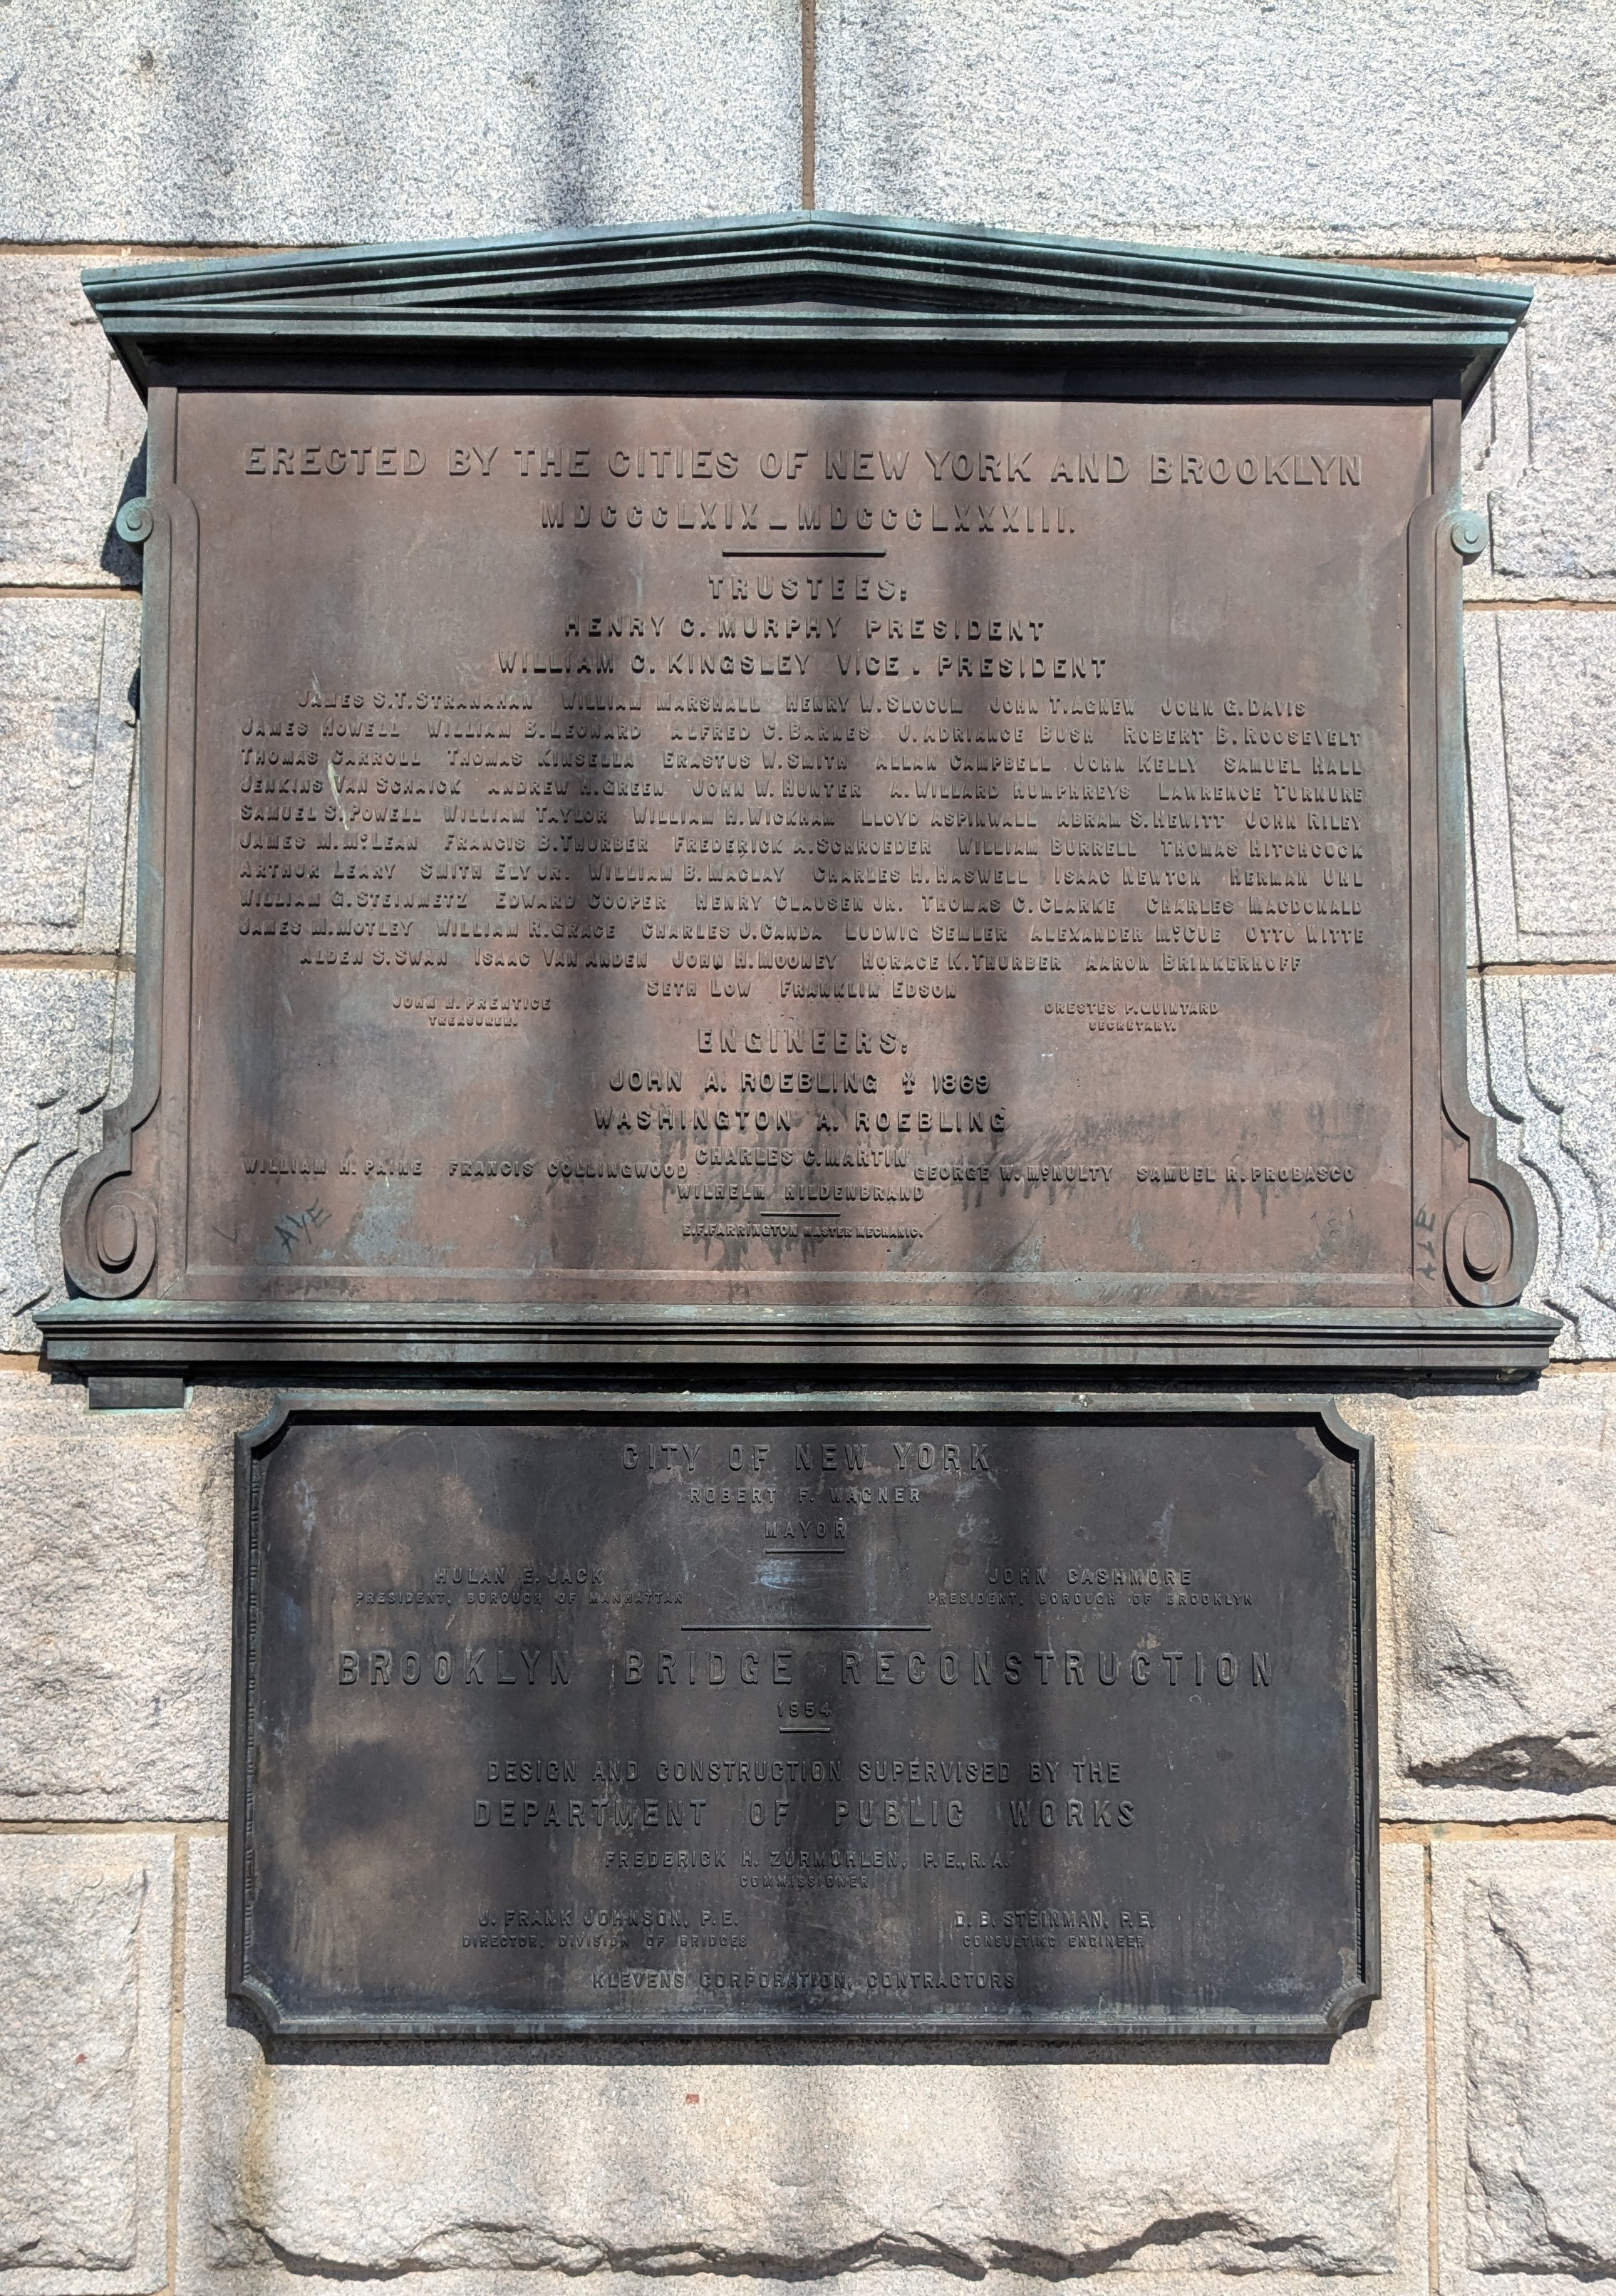 ERECTED BY THE CITIES OF NEW YORK AND BROOKLYN
MDCCCLXIX _ MDCCCLXXXIII.
TRUSTEES:
HENRY C. MURPHY PRESIDENT
WILLIAM C. KINGSLEY VICE. PRESIDENT
JAMES S.T. STRANAHAN WILLIAM MARSHALL HENRY W. SLOCUM JOHN T. AGNEW JOHN G. DAVIS
JAMES HOWELL WILLIAM B. LEONARD ALFRED C. BARNES J. ADRIANCE BUSH ROBERT B. ROOSEVELT
THOMAS CARROLL THOMAS KINSELLA ERASTUS W. SMITH ALLAN CAMPBELL JOHN KELLY SAMUEL HALL
JENKINS VAN SCHAICK ANDREW H. GREEN JOHN W. HUNTER A. WILLARD HUMPHREYS LAWRENCE TURNURE
SAMUEL S. POWELL WILLIAM TAYLOR WILLIAM H. WICKHAM LLOYD ASPINWALL ABRAM S. HEWITT JOHN RILEY
JAMES M. McLEAN FRANCIS B. THURBER FREDERICK A. SCHROEDER WILLIAM BURRELL THOMAS HITCHCOCK
ARTHUR LEARY SMITH ELY JR. WILLIAM B. MACLAY CHARLES H. HASWELL ISAAC NEWTON HERMAN UHL
WILLIAM G. STEINMETZ EDWARD COOPER HENRY CLAUSEN JR. THOMAS C. CLARKE CHARLES MACDONALD
JAMES M. MOTLEY WILLIAM R. GRACE CHARLES J. CANDA LUDWIG SEMLER ALEXANDER McCUE OTTO WITTE
ALDEN S. SWAN ISAAC VAN ANDEN JOHN H. MOONEY HORACE K. THURBER AARON BRINKERHOFF
SETH LOW FRANKLIN EDSON
JOHN H. PRENTICE ORESTES P. QUINTARD
TREASURER. SECRETARY.
ENGINEERS:
JOHN A. ROEBLING ✝ 1869
WASHINGTON A. ROEBLING
CHARLES C. MARTIN
WILLIAM H. PAINE FRANCIS COLLINGWOOD GEORGE W. McNULTY SAMUEL R. PROBASCO
WILHELM HILDENBRAND
E.F. FARRINGTON MASTER MECHANIC.
AYE
CITY OF NEW YORK
ROBERT F. WAGNER
MAYOR
HULAN E. JACK JOHN CASHMORE
PRESIDENT, BOROUGH OF MANHATTAN PRESIDENT, BOROUGH OF BROOKLYN
BROOKLYN BRIDGE RECONSTRUCTION
1954
DESIGN AND CONSTRUCTION SUPERVISED BY THE
DEPARTMENT OF PUBLIC WORKS
FREDERICK H. ZURMUHLEN, P.E., R.A.
COMMISSIONER
J. FRANK JOHNSON, P.E. D. B. STEINMAN, P.E.
DIRECTOR, DIVISION OF BRIDGES CONSULTING ENGINEER
KLEVENS CORPORATION, CONTRACTORS